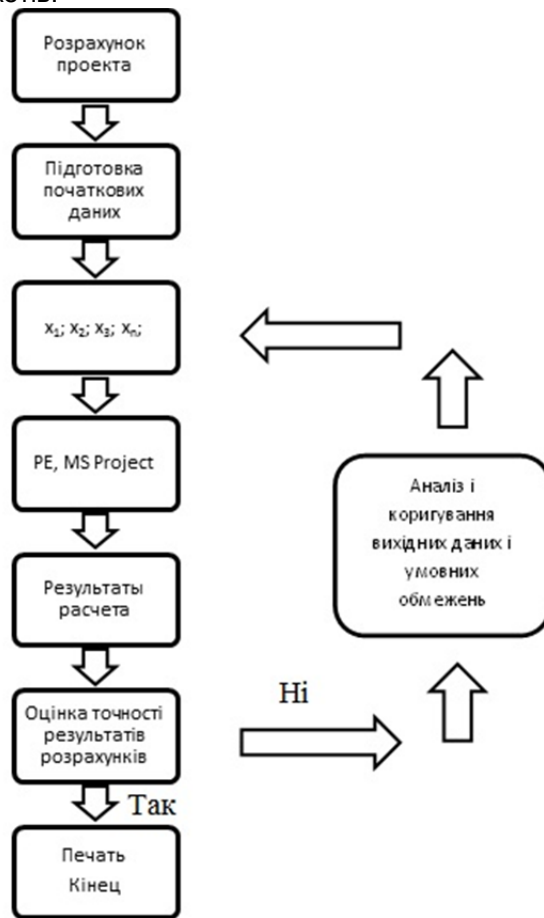 Розрахунок
проекта
Підготовка
початкових
даних
x₁; x₂; x₃; xₙ;
PE, MS Project
Результаты
расчета
Оцінка точності
результатів
розрахунків
Ні
Аналіз і
коригування
вихідних даних і
умовних
обмежень
Так
Печать
Кінец